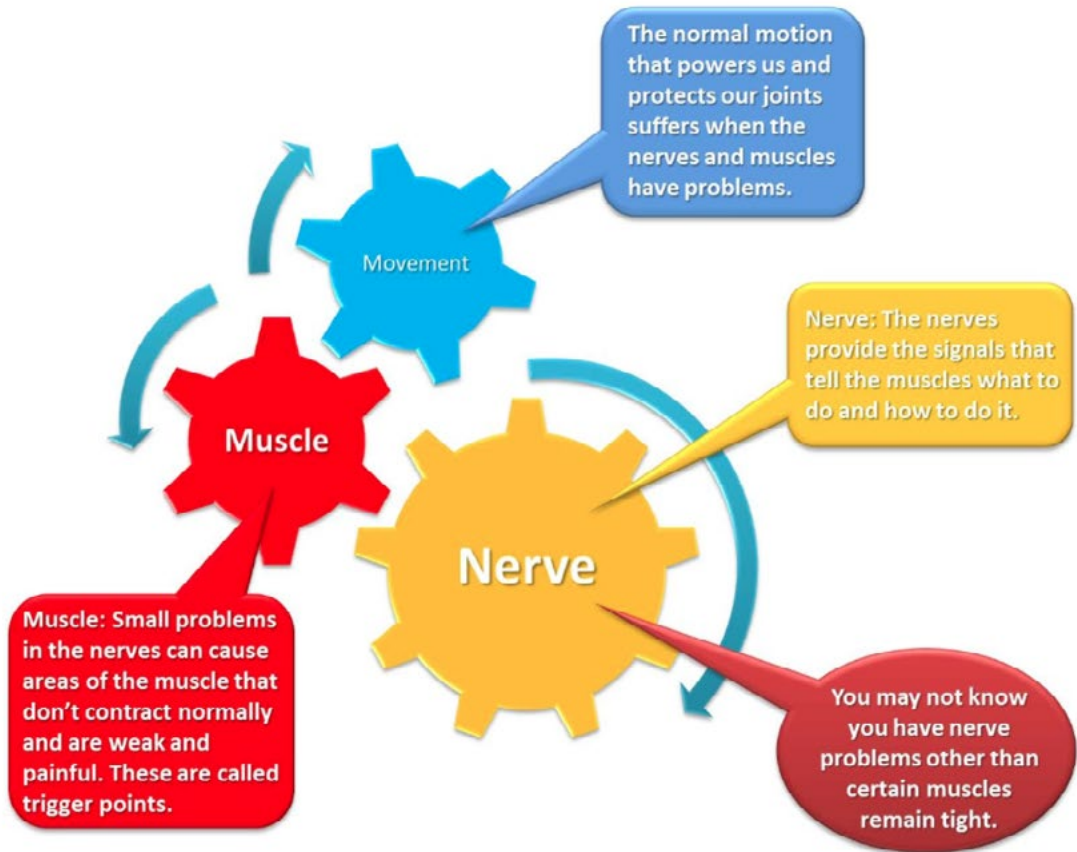 The normal motion
that powers us and
protects our joints
suffers when the
nerves and muscles
have problems.
Movement
Nerve: The nerves
provide the signals that
tell the muscles what to
do and how to do it.
Muscle
Nerve
Muscle: Small problems
in the nerves can cause
areas of the muscle that
don’t contract normally
and are weak and
painful. These are called
trigger points.
You may not know
you have nerve
problems other than
certain muscles
remain tight.